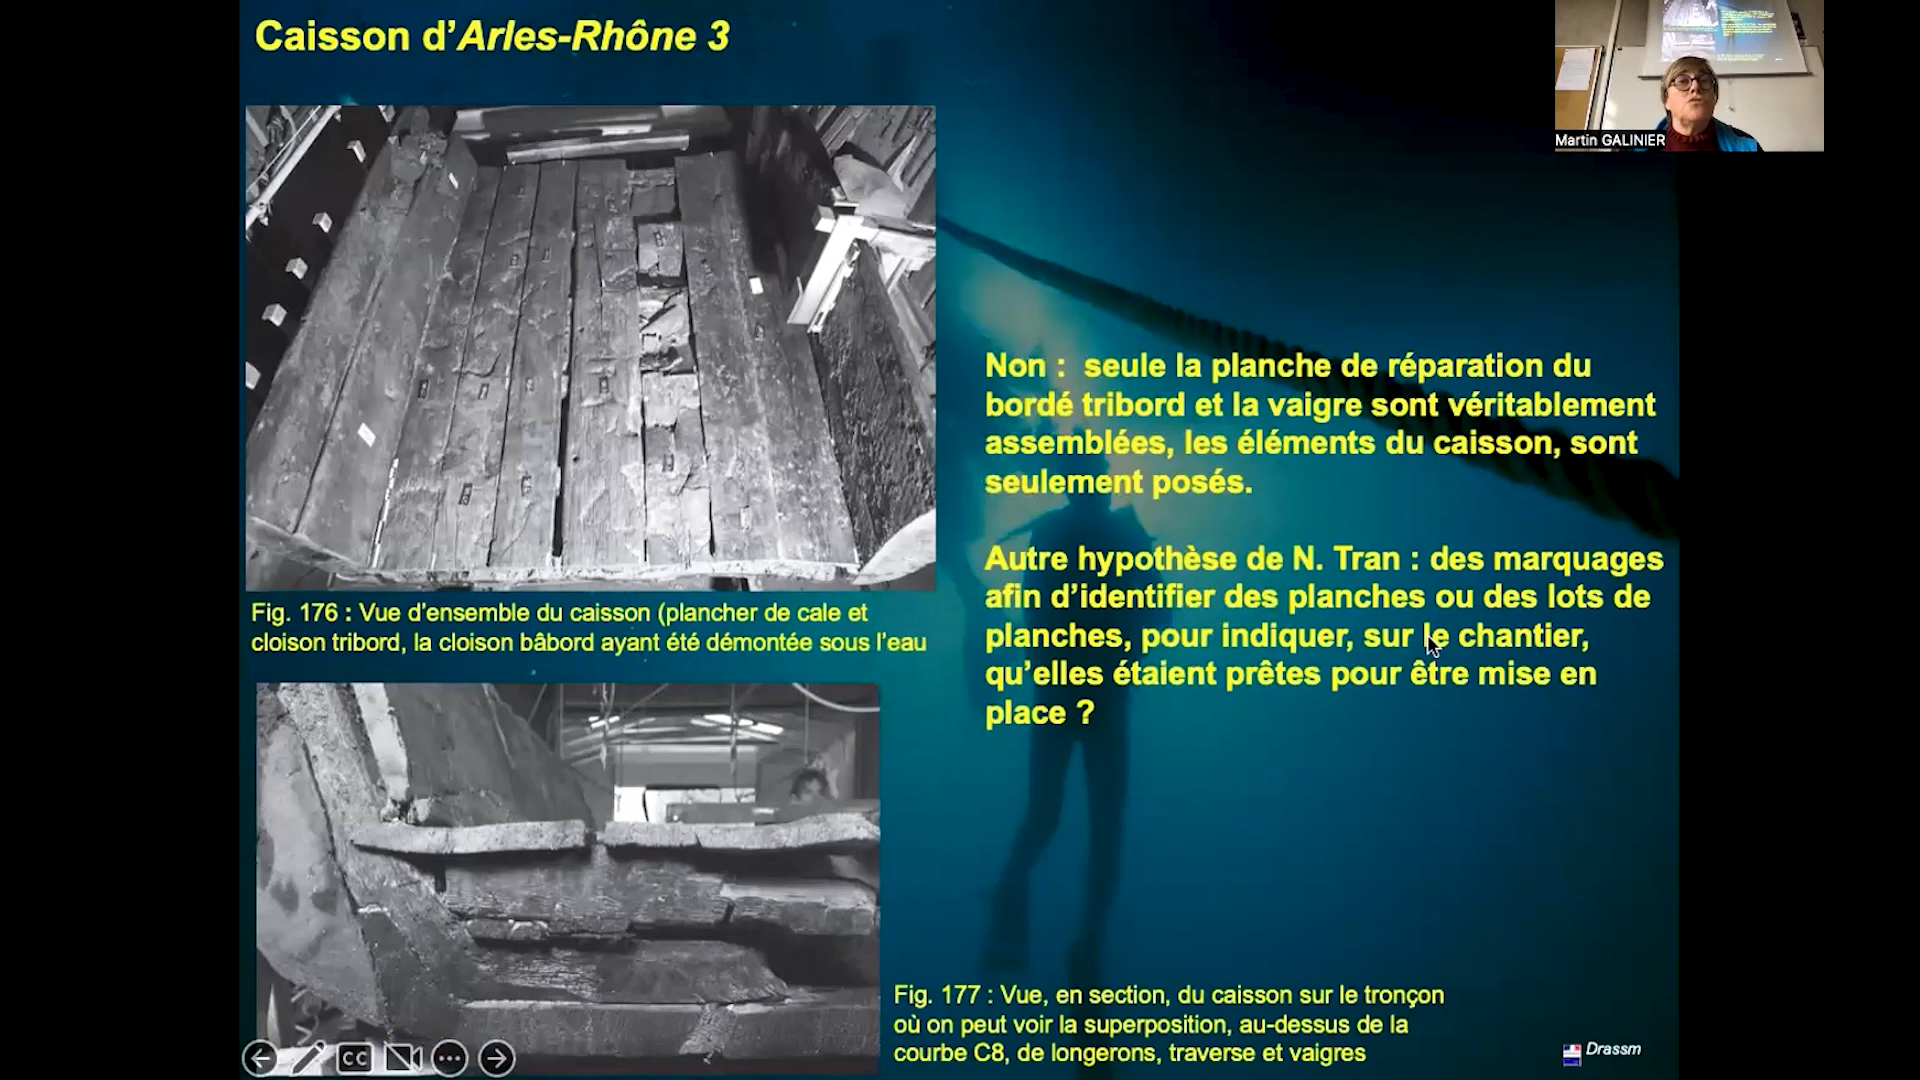 Caisson d’Arles-Rhône 3
Martin GALINIER
Non : seule la planche de réparation du
bordé tribord et la vaigre sont véritablement
assemblées, les éléments du caisson, sont
seulement posés.
Autre hypothèse de N. Tran : des marquages
afin d’identifier des planches ou des lots de
planches, pour indiquer, sur le chantier,
qu’elles étaient prêtes pour être mise en
place ?
Fig. 176 : Vue d’ensemble du caisson (plancher de cale et
cloison tribord, la cloison bâbord ayant été démontée sous l’eau
Fig. 177 : Vue, en section, du caisson sur le tronçon
où on peut voir la superposition, au-dessus de la
courbe C8, de longerons, traverse et vaigres
Drassm
CC